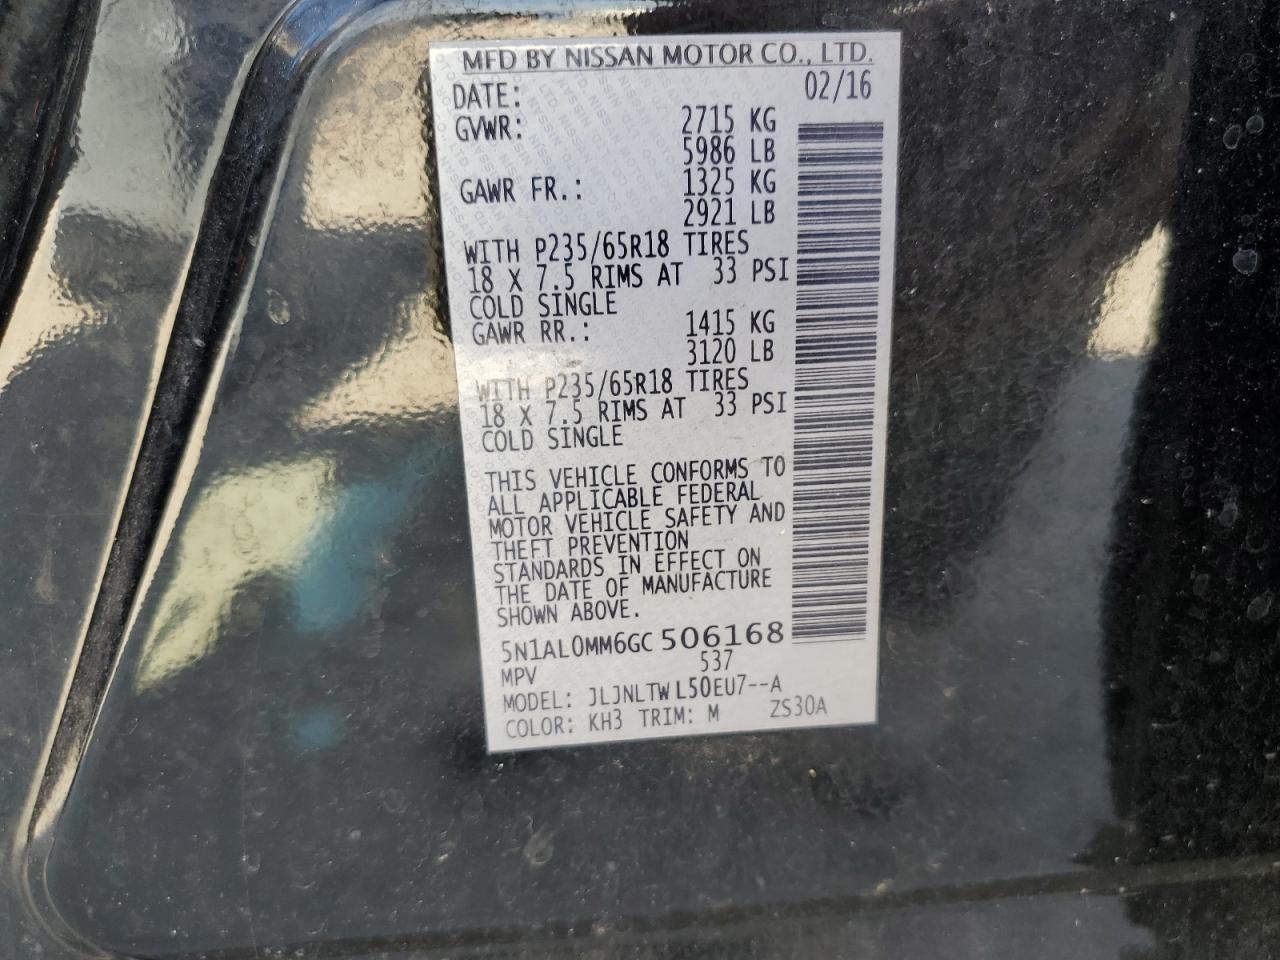 MFD BY NISSAN MOTOR CO., LTD.
DATE: 02/16
GVWR: 2715 KG
5986 LB
GAWR FR.: 1325 KG
2921 LB
WITH P235/65R18 TIRES
18 X 7.5 RIMS AT 33 PSI
COLD SINGLE
GAWR RR.: 1415 KG
3120 LB
WITH P235/65R18 TIRES
18 X 7.5 RIMS AT 33 PSI
COLD SINGLE
THIS VEHICLE CONFORMS TO
ALL APPLICABLE FEDERAL
MOTOR VEHICLE SAFETY AND
THEFT PREVENTION
STANDARDS IN EFFECT ON
THE DATE OF MANUFACTURE
SHOWN ABOVE.
5N1AL0MM6GC 506168
MPV 537
MODEL: JLJNLTWL50EU7--A
COLOR: KH3 TRIM: M ZS30A